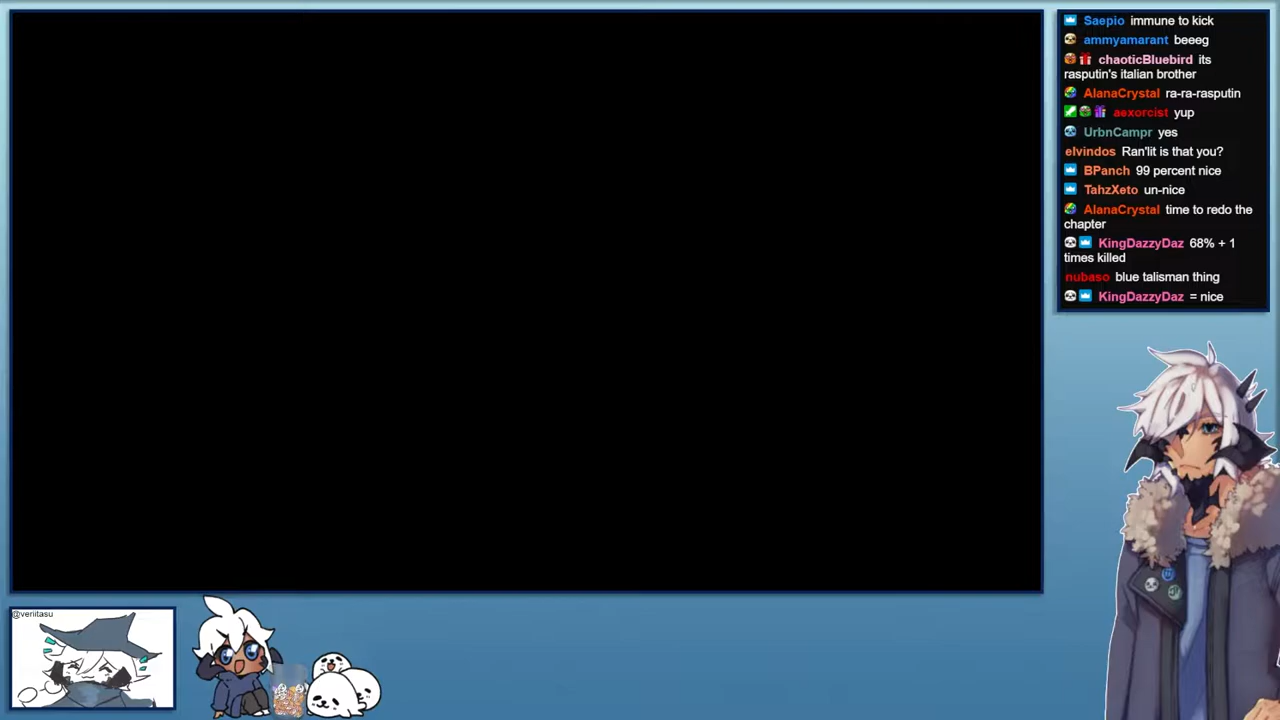 Saepio immune to kick
ammyamarant beeeg
chaoticBluebird its
rasputin's italian brother
AlanaCrystal ra-ra-rasputin
aexorcist yup
UrbnCampr yes
elvindos Ran'lit is that you?
BPanch 99 percent nice
TahzXeto un-nice
AlanaCrystal time to redo the
chapter
KingDazzyDaz 68% + 1
times killed
nubaso blue talisman thing
KingDazzyDaz = nice
@veriitasu